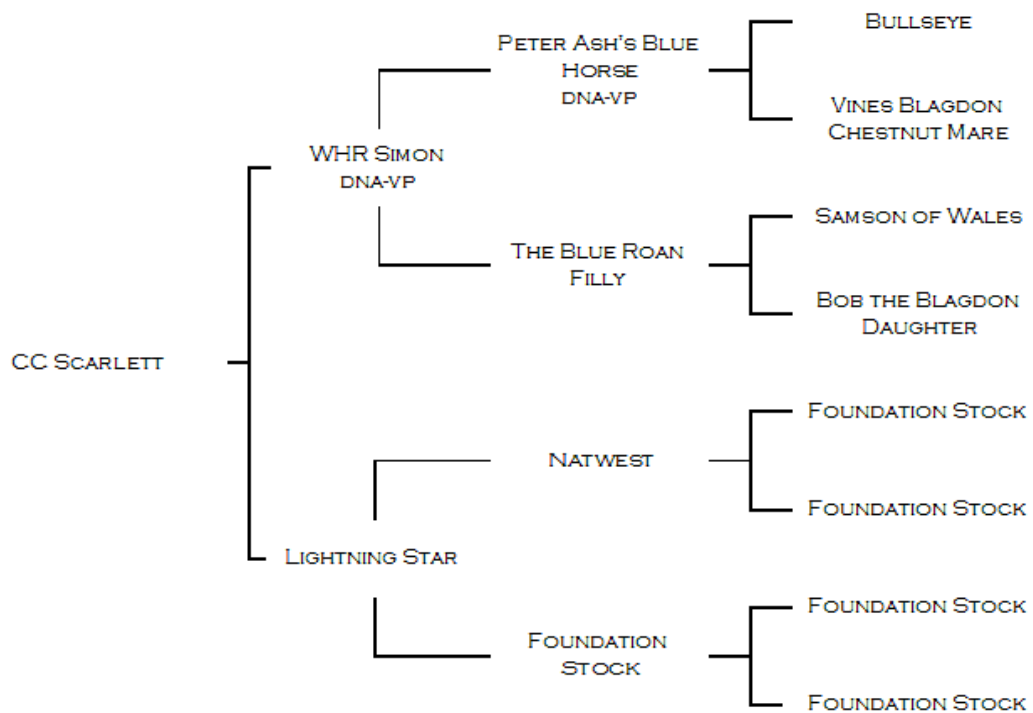 Bullseye
Peter Ash's Blue
Horse
DNA-VP
Vines Blagdon
Chestnut Mare
WHR Simon
DNA-VP
Samson of Wales
The Blue Roan
Filly
Bob the Blagdon
Daughter
CC Scarlett
Foundation Stock
Natwest
Foundation Stock
Lightning Star
Foundation Stock
Foundation
Stock
Foundation Stock